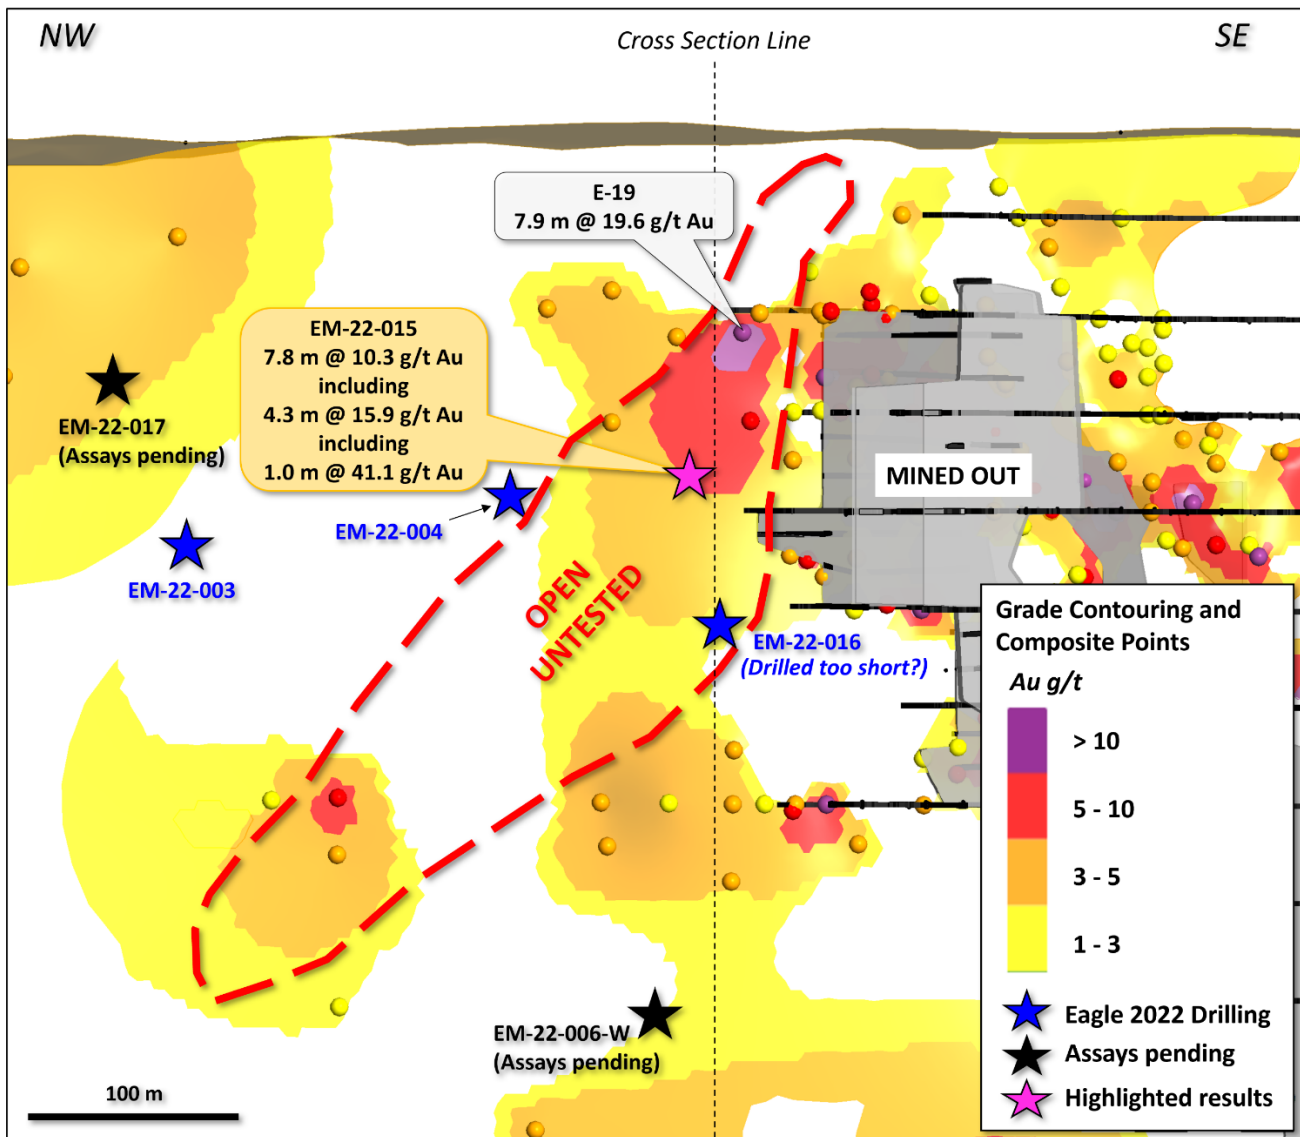 NW
Cross Section Line
SE
E-19
7.9 m @ 19.6 g/t Au
EM-22-015
7.8 m @ 10.3 g/t Au
including
4.3 m @ 15.9 g/t Au
including
1.0 m @ 41.1 g/t Au
EM-22-017
(Assays pending)
EM-22-004
EM-22-003
MINED OUT
OPEN
UNTESTED
EM-22-016
(Drilled too short?)
EM-22-006-W
(Assays pending)
100 m
Grade Contouring and
Composite Points
Au g/t
> 10
5 - 10
3 - 5
1 - 3
Eagle 2022 Drilling
Assays pending
Highlighted results